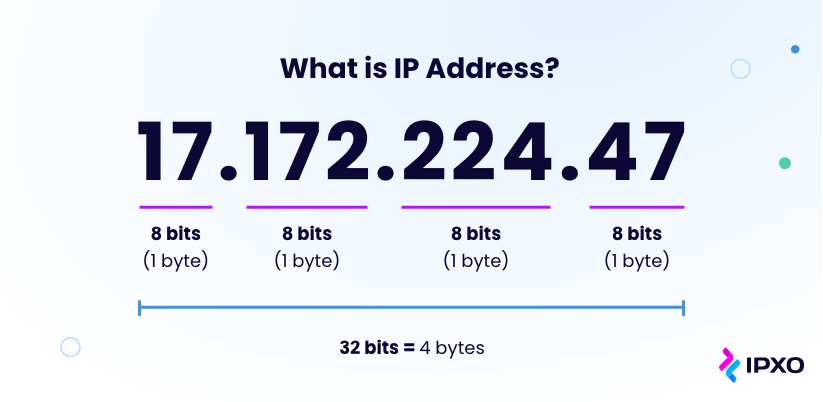 What is IP Address?
17.172.224.47
8 bits 8 bits 8 bits 8 bits
(1 byte) (1 byte) (1 byte) (1 byte)
32 bits = 4 bytes
IPXO